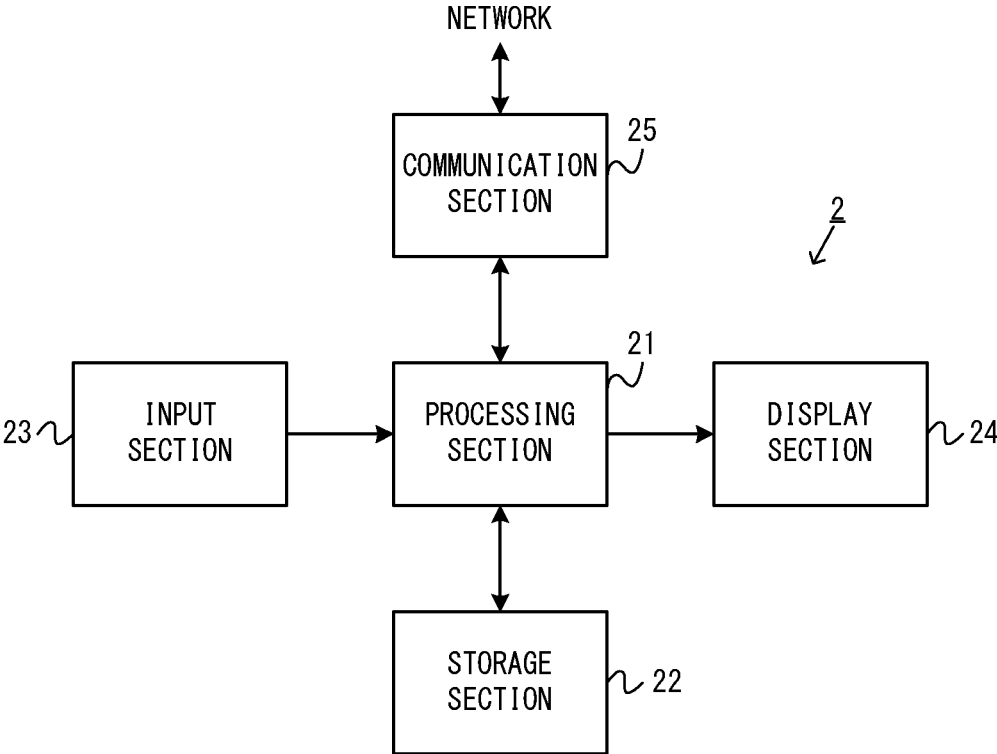 NETWORK
25
COMMUNICATION
SECTION
2
21
INPUT
SECTION
23
PROCESSING
SECTION
DISPLAY
SECTION
24
STORAGE
SECTION
22